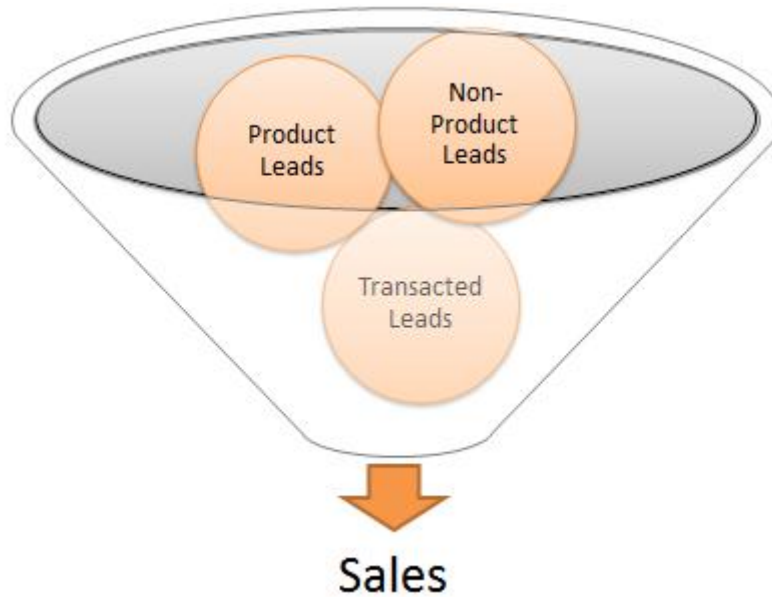 Product
Leads
Non-
Product
Leads
Transacted
Leads
Sales